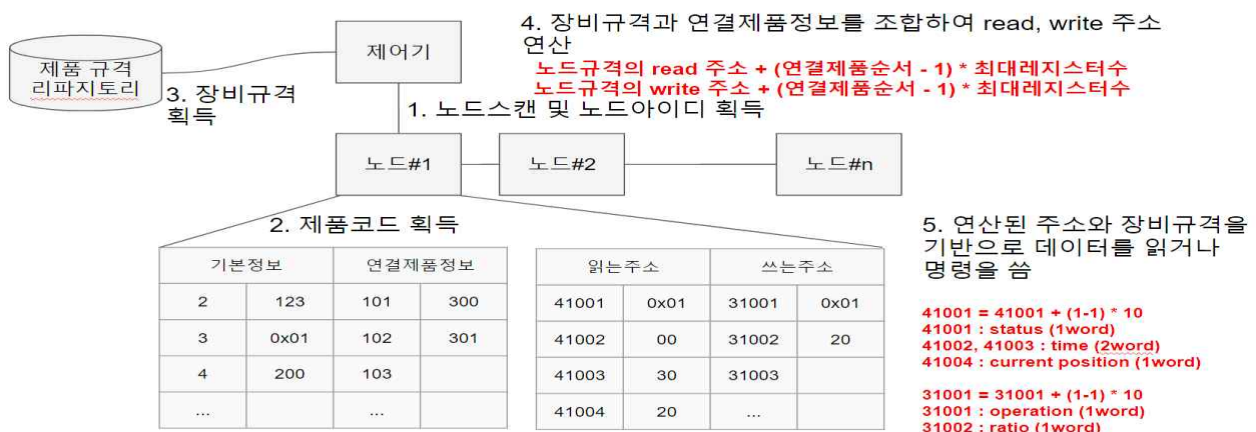 제어기
제품 규격
리파지토리
3. 장비규격
획득
4. 장비규격과 연결제품정보를 조합하여 read, write 주소
연산
노드규격의 read 주소 + (연결제품순서 - 1) * 최대레지스터수
노드규격의 write 주소 + (연결제품순서 - 1) * 최대레지스터수
1. 노드스캔 및 노드아이디 획득
노드#1
노드#2
노드#n
2. 제품코드 획득
기본정보 연결제품정보
2 123 101 300
3 0x01 102 301
4 200 103
... ...
읽는주소 쓰는주소
41001 0x01 31001 0x01
41002 00 31002 20
41003 30 31003
41004 20 ...
5. 연산된 주소와 장비규격을
기반으로 데이터를 읽거나
명령을 씀
41001 = 41001 + (1-1) * 10
41001 : status (1word)
41002, 41003 : time (2word)
41004 : current position (1word)
31001 = 31001 + (1-1) * 10
31001 : operation (1word)
31002 : ratio (1word)